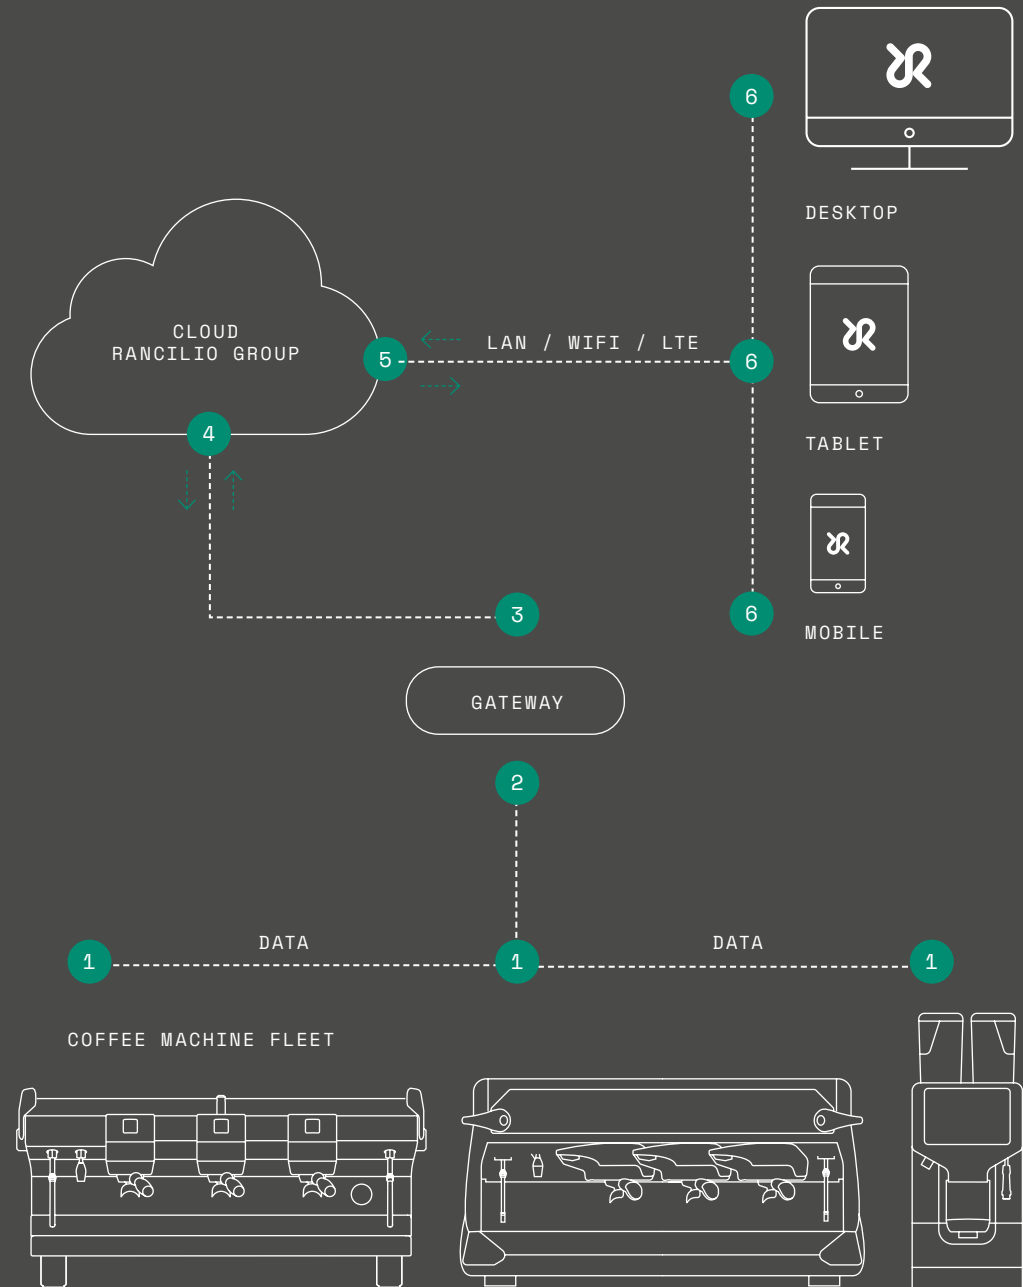 6
DESKTOP
CLOUD
RANCILIO GROUP
5
LAN / WIFI / LTE
6
4
TABLET
3
6
MOBILE
GATEWAY
2
DATA
DATA
1
1
1
COFFEE MACHINE FLEET